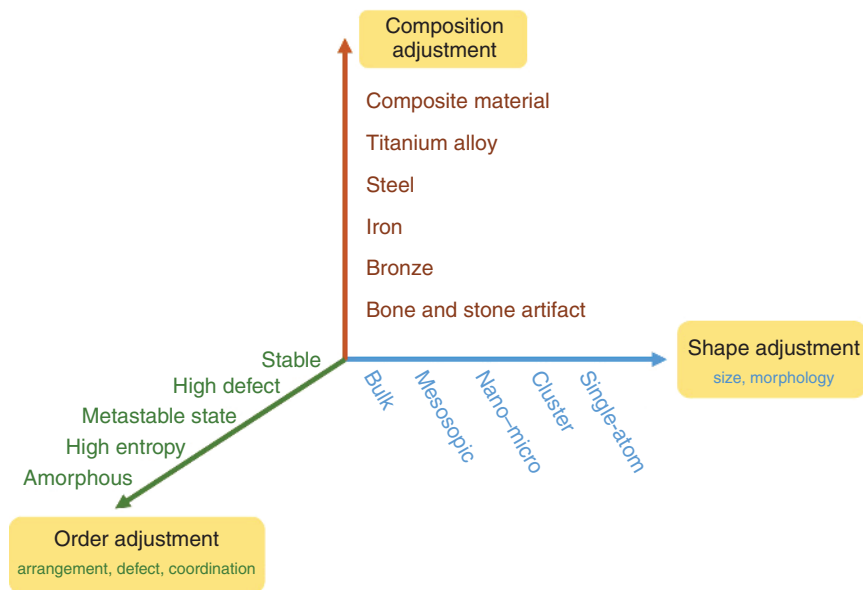 Composition
adjustment
Composite material
Titanium alloy
Steel
Iron
Bronze
Bone and stone artifact
Shape adjustment
size, morphology
Bulk
Mesosopic
Nano–micro
Cluster
Single-atom
Stable
High defect
Metastable state
High entropy
Amorphous
Order adjustment
arrangement, defect, coordination